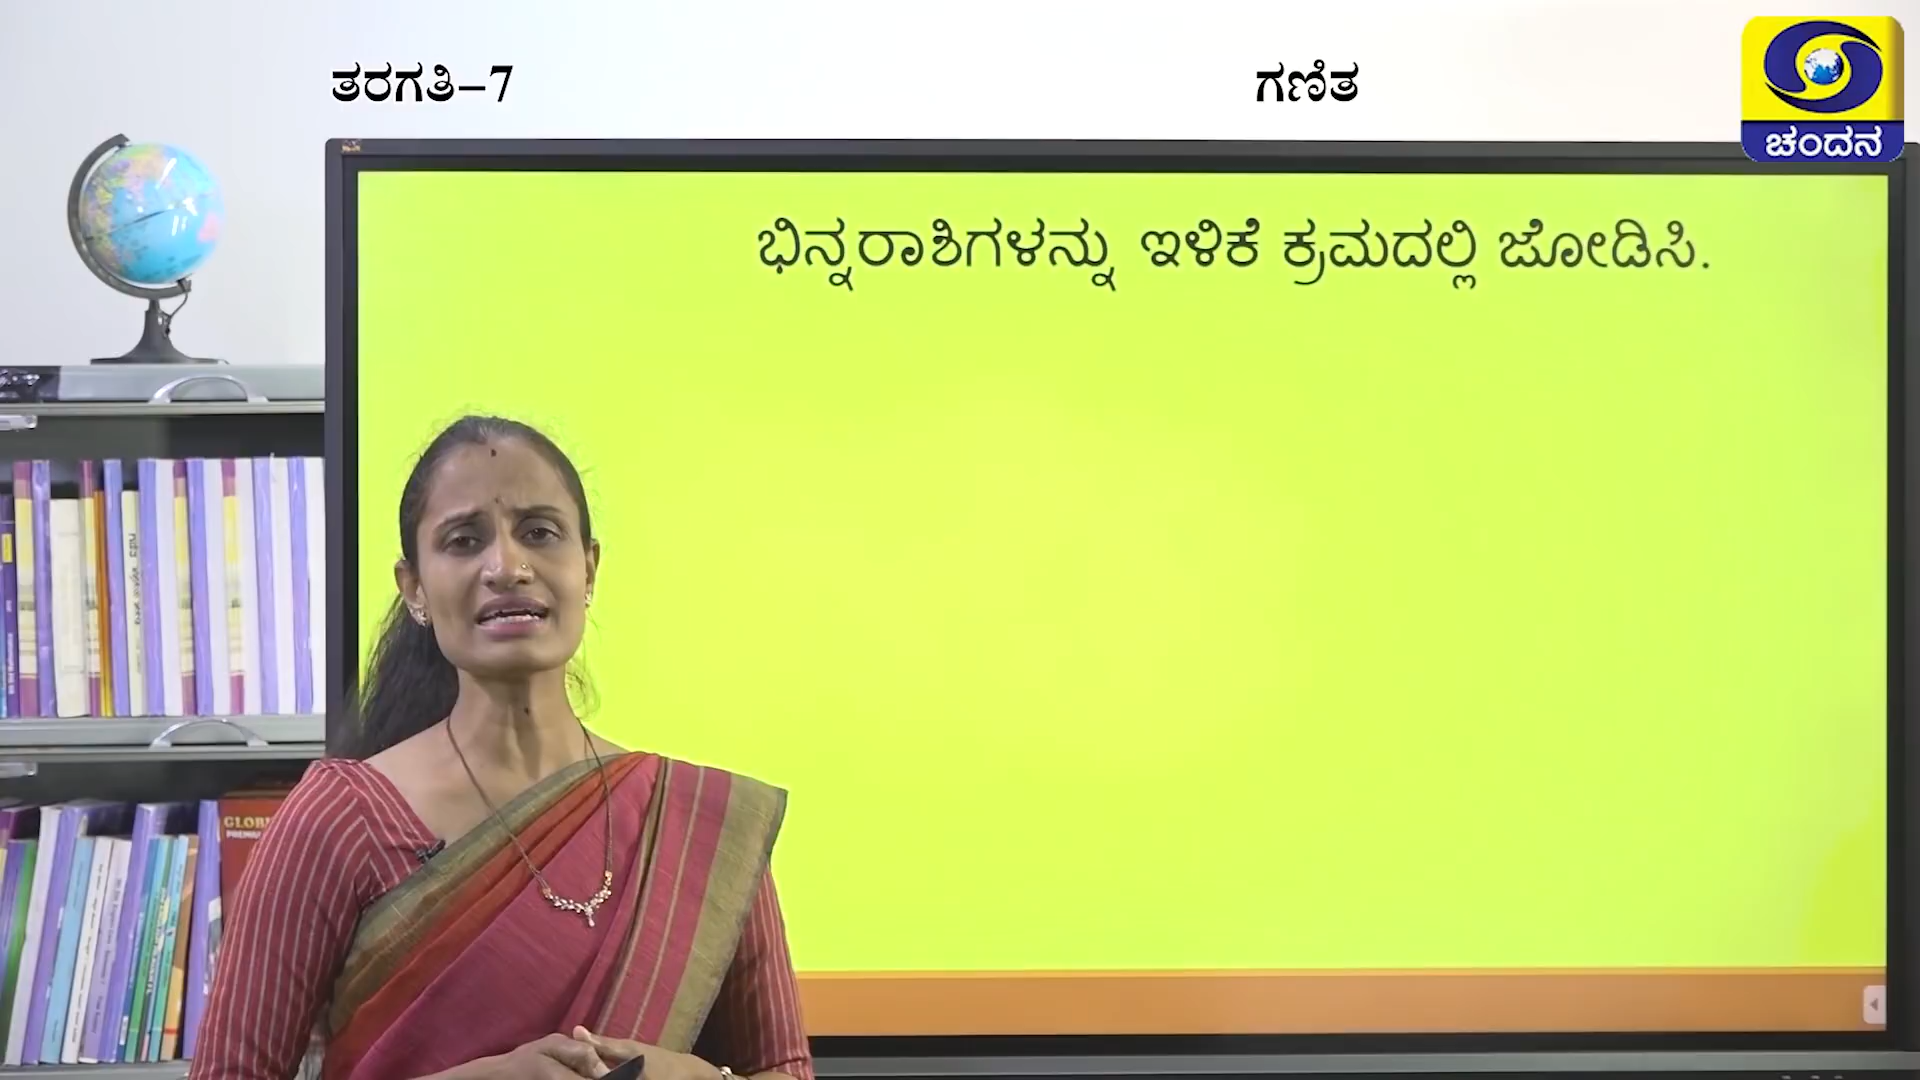 ತರಗತಿ–7
ಗಣಿತ
ಚಂದನ
ಭಿನ್ನರಾಶಿಗಳನ್ನು ಇಳಿಕೆ ಕ್ರಮದಲ್ಲಿ ಜೋಡಿಸಿ.